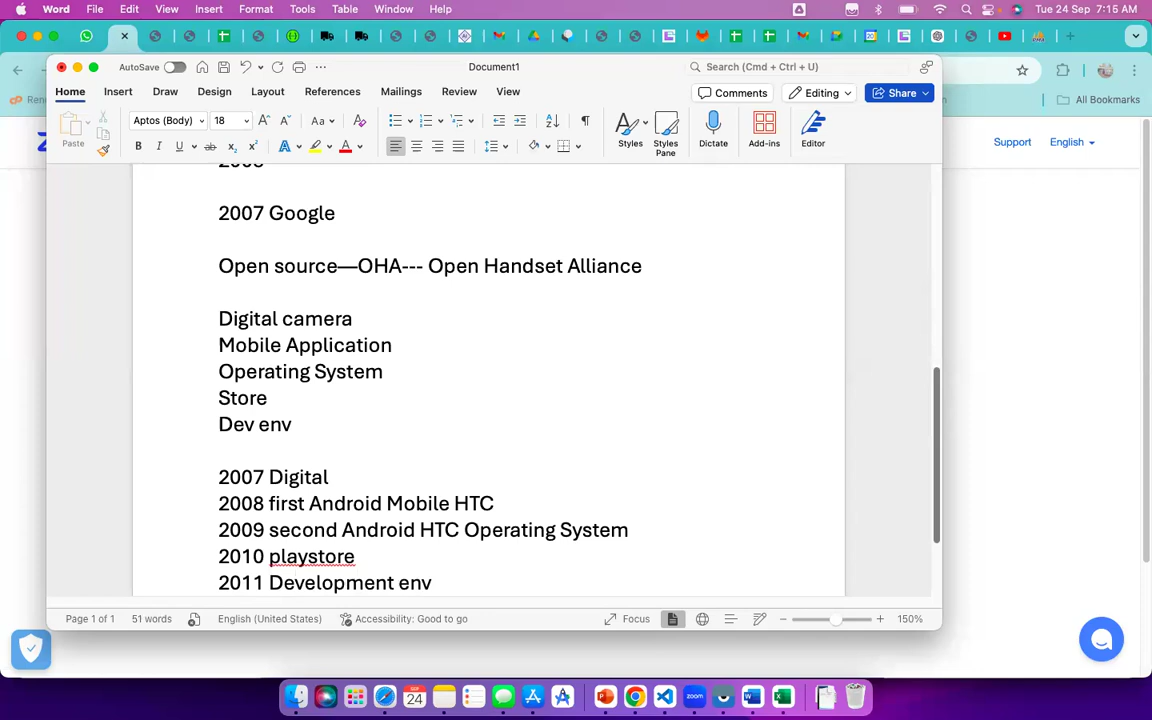 Word File Edit View Insert Format Tools Table Window Help Tue 24 Sep 7:15 AM
AutoSave Document1 Search (Cmd + Ctrl + U)
All Bookmarks
Home Insert Draw Design Layout References Mailings Review View Comments Editing Share
Aptos (Body) 18 Aa
Paste Styles Styles Pane Dictate Add-ins Editor
Support English
2007 Google
Open source—OHA--- Open Handset Alliance
Digital camera
Mobile Application
Operating System
Store
Dev env
2007 Digital
2008 first Android Mobile HTC
2009 second Android HTC Operating System
2010 playstore
2011 Development env
Page 1 of 1 51 words English (United States) Accessibility: Good to go Focus 150%